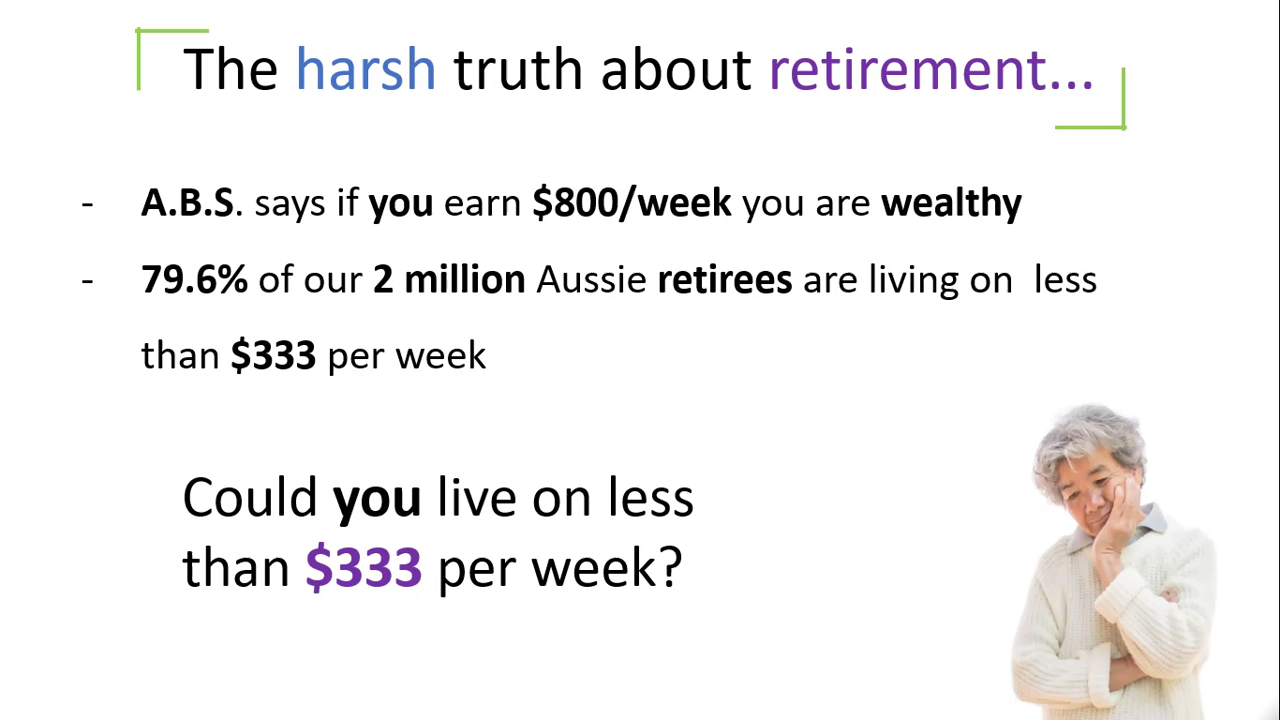 The harsh truth about retirement...
- A.B.S. says if you earn $800/week you are wealthy
- 79.6% of our 2 million Aussie retirees are living on less
than $333 per week
Could you live on less
than $333 per week?